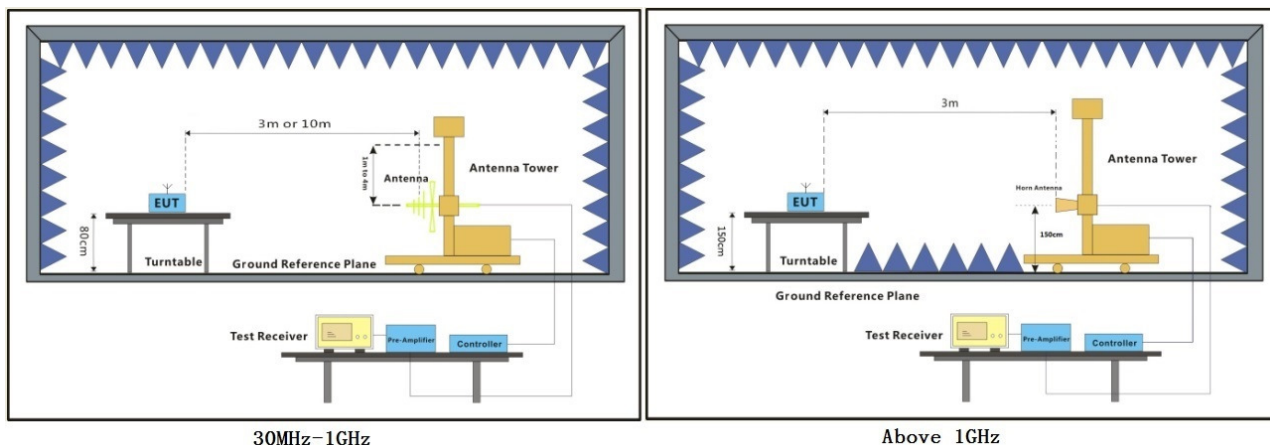 3m or 10m
1m to 4m
Antenna
Antenna Tower
EUT
80cm
Turntable
Ground Reference Plane
Test Receiver
Pre-Amplifier
Controller
30MHz-1GHz
3m
Antenna Tower
Horn Antenna
EUT
150cm
150cm
Turntable
Ground Reference Plane
Test Receiver
Pre-Amplifier
Controller
Above 1GHz